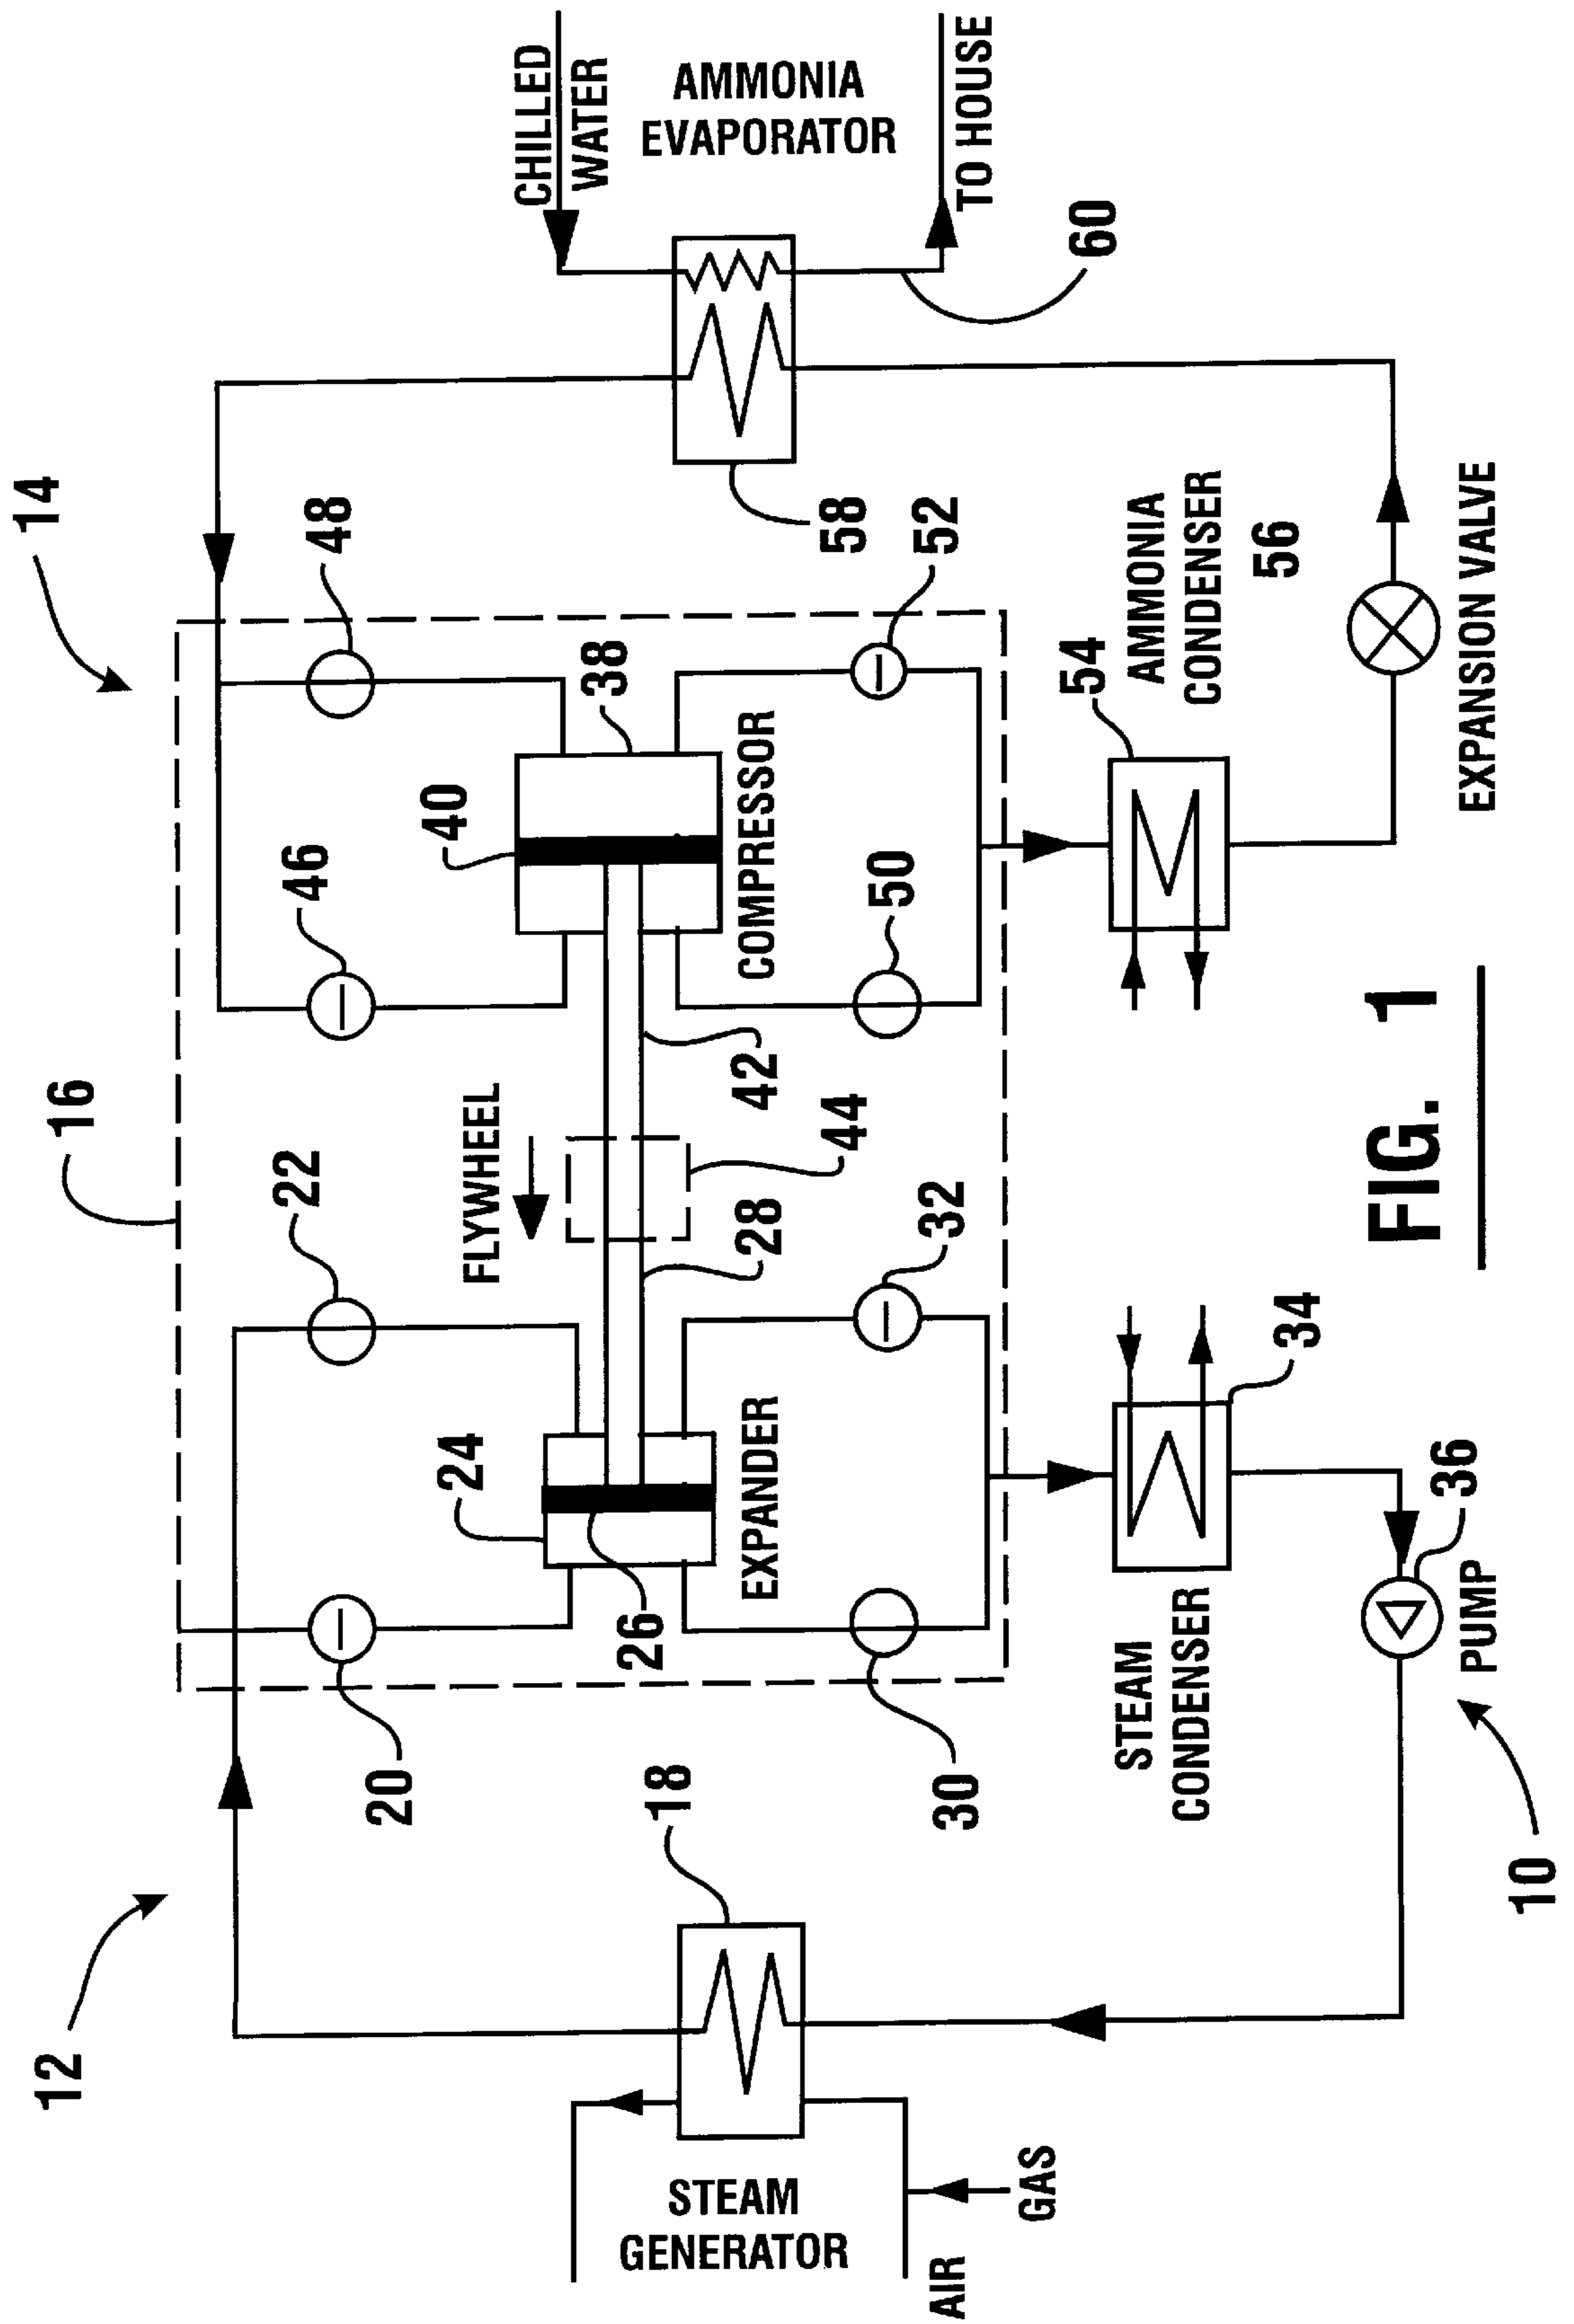 12
14
16
20
22
46
48
CHILLED
WATER
AMMONIA
EVAPORATOR
TO HOUSE
60
24
FLYWHEEL
40
38
18
26
28
42
44
EXPANDER
COMPRESSOR
58
STEAM
GENERATOR
AIR
GAS
30
32
50
52
STEAM
CONDENSER
34
54
AMMONIA
CONDENSER
56
EXPANSION VALVE
36
PUMP
10
FIG. 1